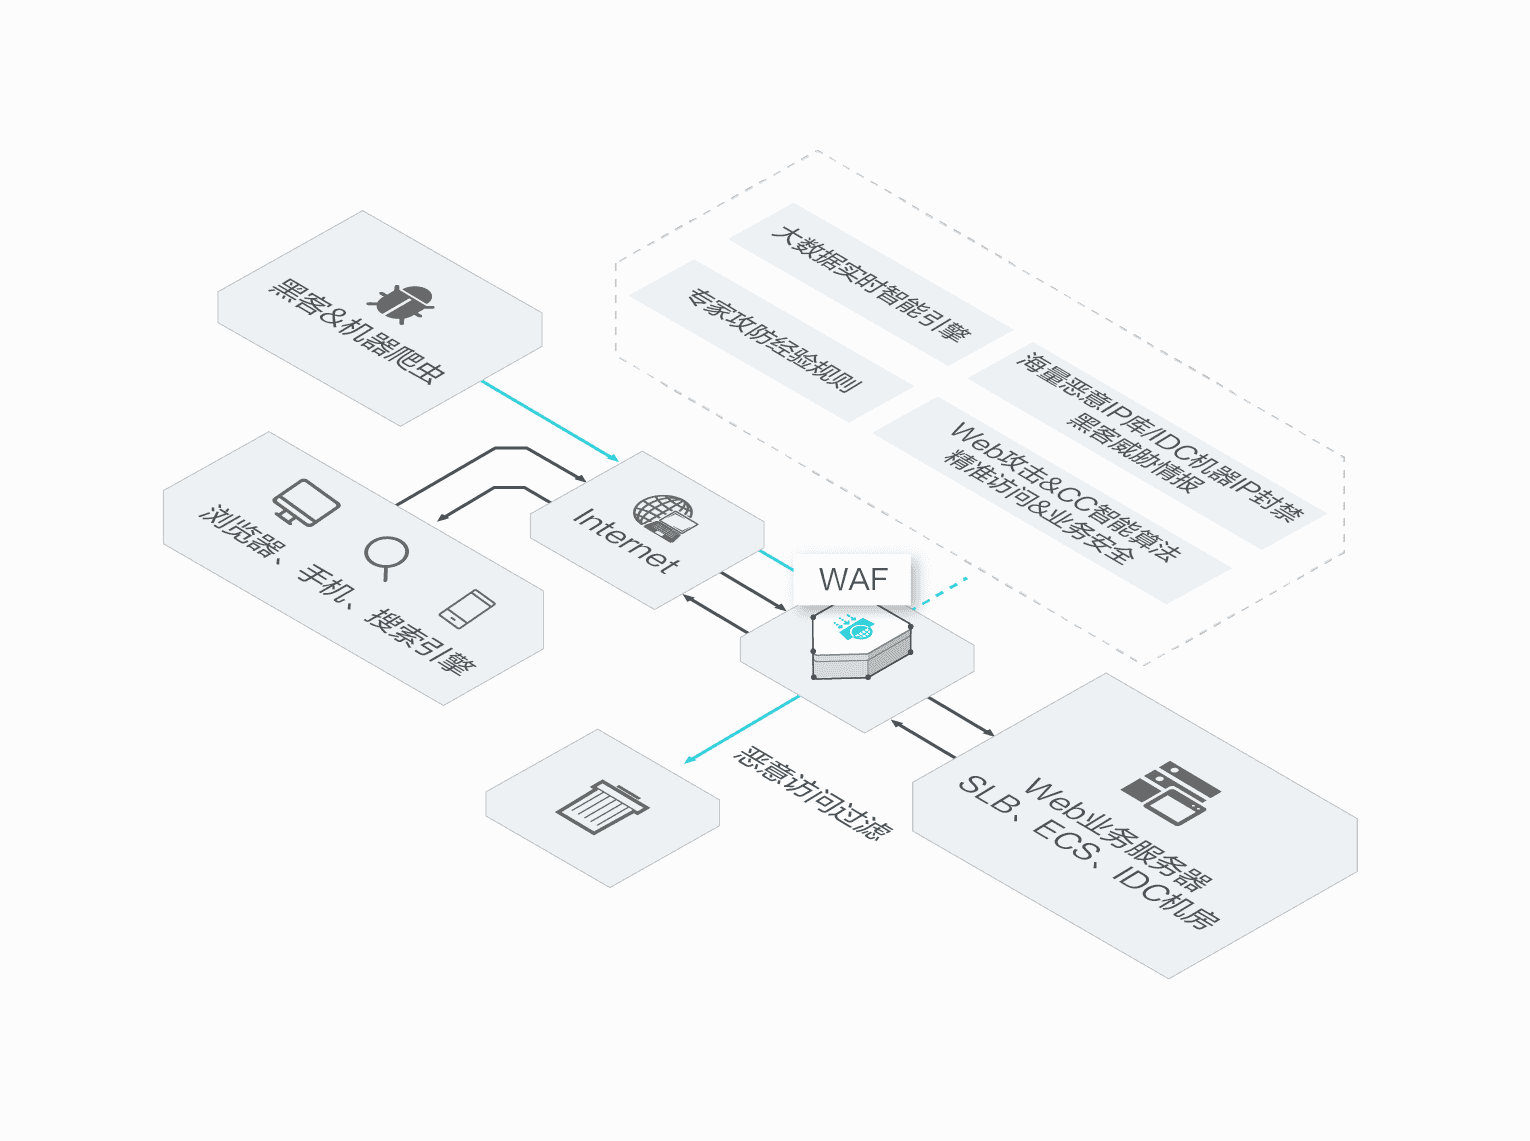 大数据实时智能引擎
专家攻防经验规则
海量恶意IP库/IDC机器IP封禁
黑客威胁情报
Web攻击&CC智能算法
精准访问&业务安全
黑客&机器爬虫
浏览器、手机、搜索引擎
Internet
WAF
恶意访问过滤
Web业务服务器
SLB、ECS、IDC机房